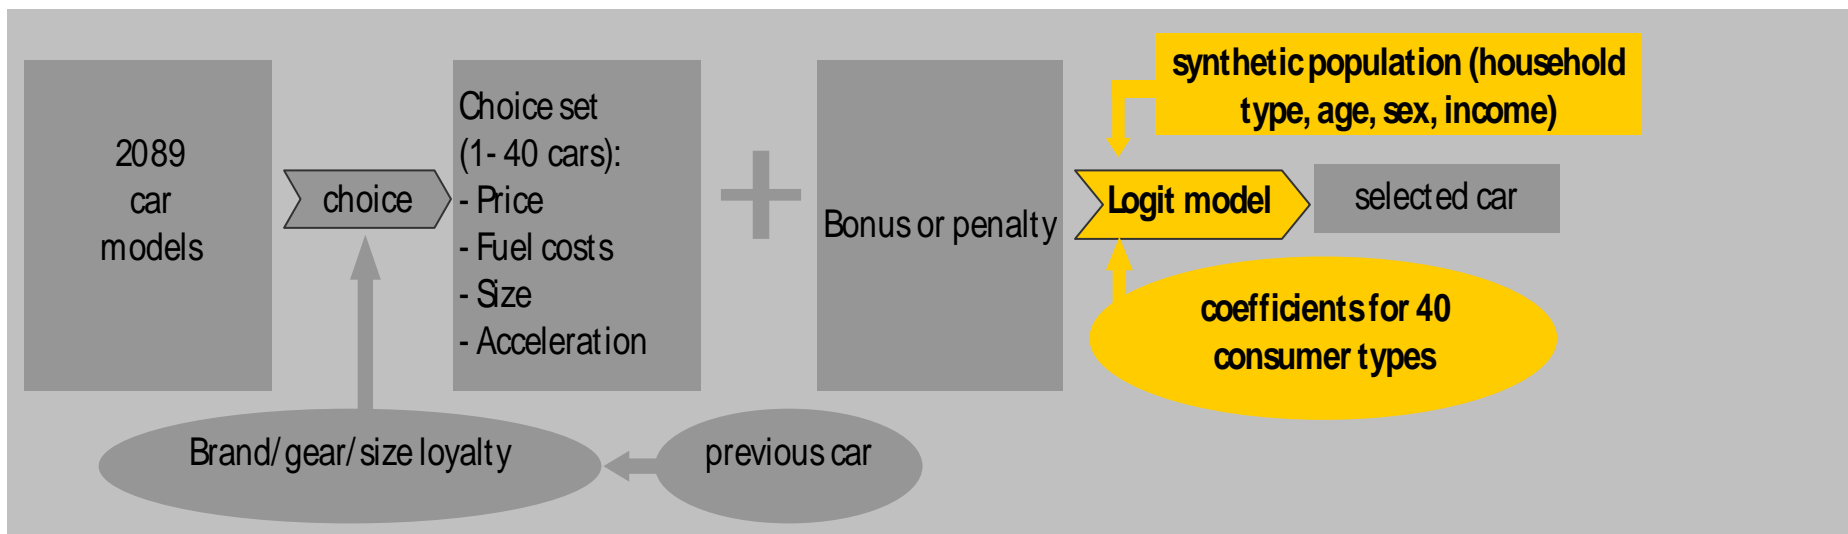 2089
car
models
choice
Choice set
(1- 40 cars):
- Price
- Fuel costs
- Size
- Acceleration
Bonus or penalty
synthetic population (household
type, age, sex, income)
Logit model
selected car
coefficients for 40
consumer types
Brand/ gear/ size loyalty
previous car